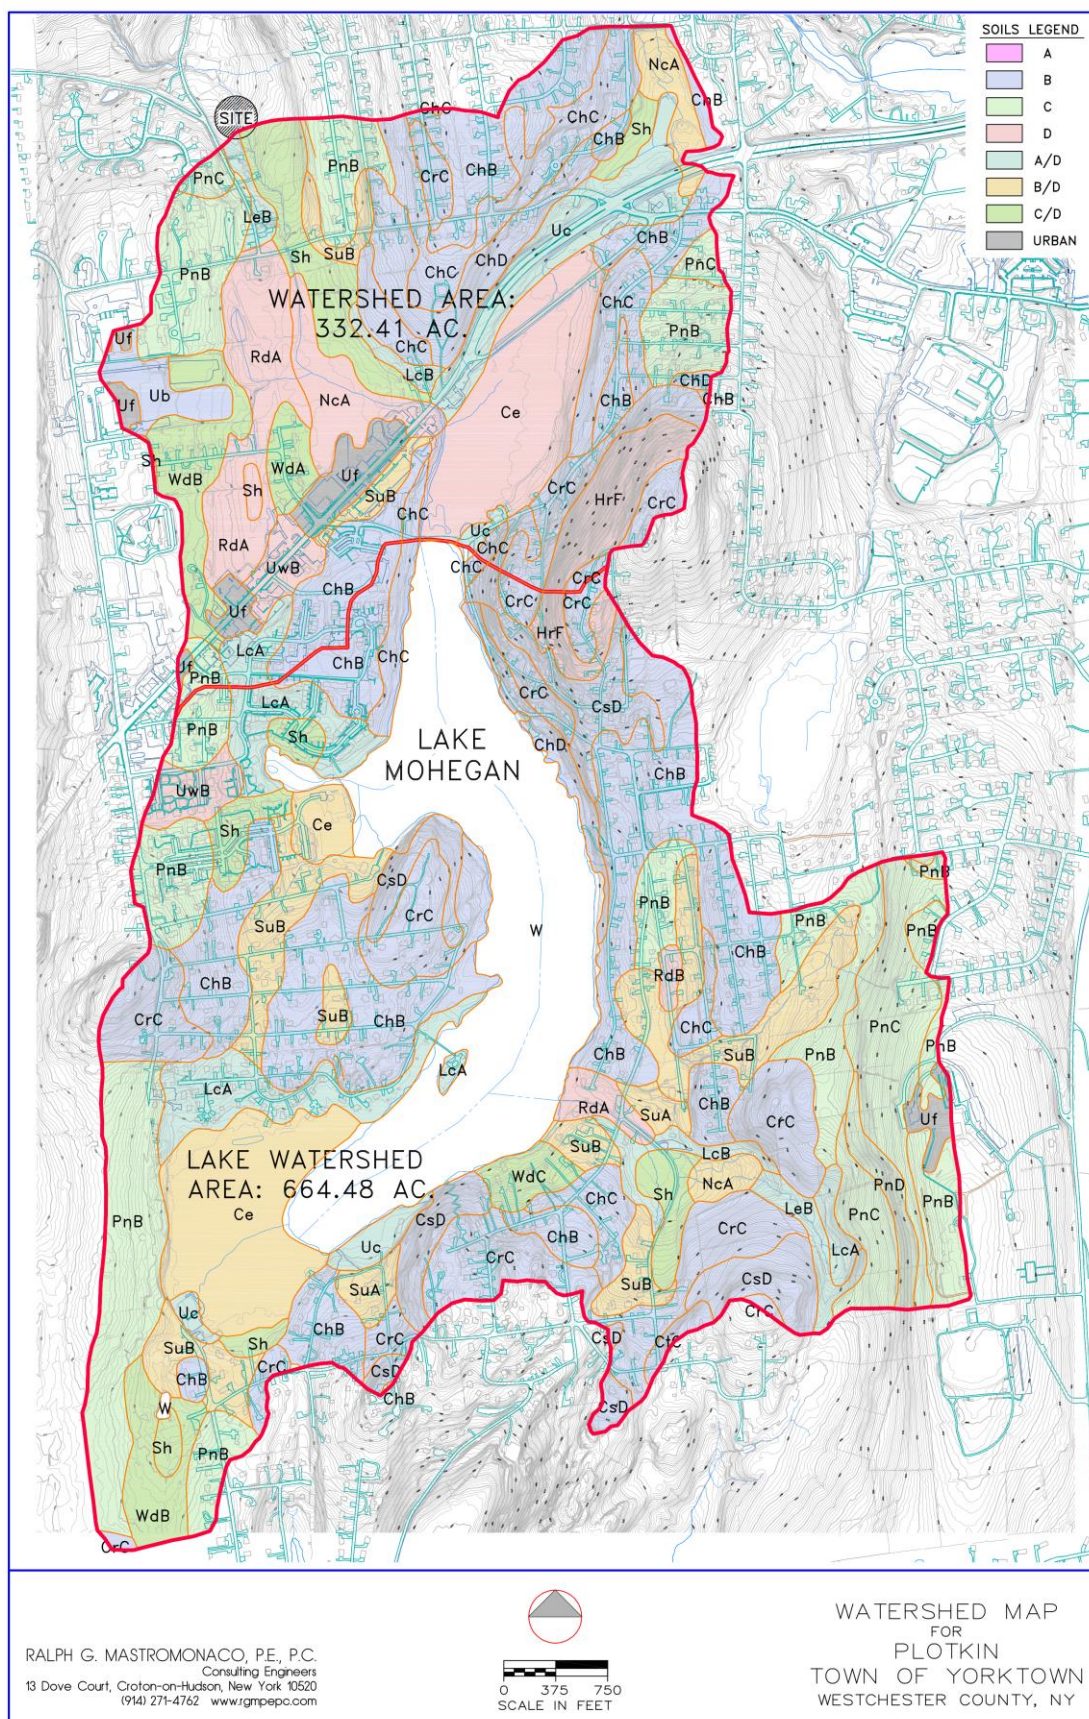 SOILS LEGEND
A
B
C
D
A/D
B/D
C/D
URBAN
NcA
ChB
ChC
ChC
ChB
Sh
SITE
PnB
CrC
ChB
PnC
LeB
Uc
ChB
Sh
SuB
ChD
PnC
PnB
ChC
ChC
WATERSHED AREA:
332.41 AC.
PnB
Uf
RdA
ChC
LcB
ChD
ChB
Ub
NcA
Ce
ChB
Uf
Sh
WdB
WdA
Sh
Uf
SuB
CrC
HrF
CrC
ChC
Uc
RdA
ChC
UwB
ChC
CrC
ChB
CrC
CrC
Uf
HrF
LcA
ChB
ChC
Uf
PnB
CrC
LcA
CsD
PnB
Sh
LAKE
MOHEGAN
ChD
ChB
UwB
Ce
Sh
PnB
CsD
PnB
CrC
PnB
SuB
PnB
PnB
W
ChB
RdB
ChB
CrC
SuB
ChB
ChC
PnC
SuB
PnB
PnB
ChB
LcA
LcA
RdA
SuA
ChB
CrC
Uf
SuB
LcB
LAKE WATERSHED
AREA: 664.48 AC.
WdC
ChC
Sh
NcA
PnD
PnB
Ce
CsD
LeB
PnC
PnB
Uc
ChB
CrC
LcA
CrC
SuA
SuB
CsD
Uc
CrC
ChB
SuB
Sh
CrC
CsD
ChB
CrC
CsD
ChB
W
CsD
Sh
PnB
WdB
CrC
RALPH G. MASTROMONACO, P.E., P.C.
Consulting Engineers
13 Dove Court, Croton-on-Hudson, New York 10520
(914) 271-4762 www.rgmpepc.com
0 375 750
SCALE IN FEET
WATERSHED MAP
FOR
PLOTKIN
TOWN OF YORKTOWN
WESTCHESTER COUNTY, NY